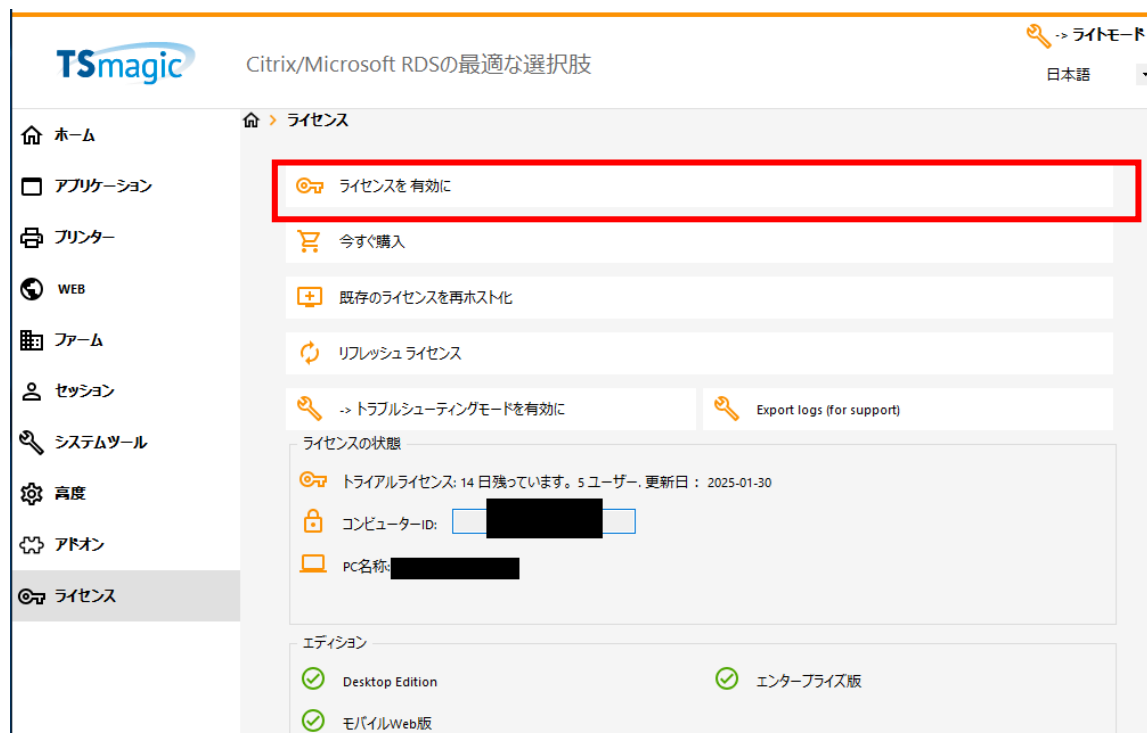 -> ライトモード
TSmagic
Citrix/Microsoft RDSの最適な選択肢
日本語
ホーム
アプリケーション
プリンター
WEB
ファーム
セッション
システムツール
高度
アドオン
ライセンス
ライセンス
ライセンスを 有効に
今すぐ購入
既存のライセンスを再ホスト化
リフレッシュ ライセンス
-> トラブルシューティングモードを有効に
Export logs (for support)
ライセンスの状態
トライアルライセンス: 14 日残っています。5 ユーザー. 更新日： 2025-01-30
コンピューターID:
PC名称:
エディション
Desktop Edition
エンタープライズ版
モバイルWeb版